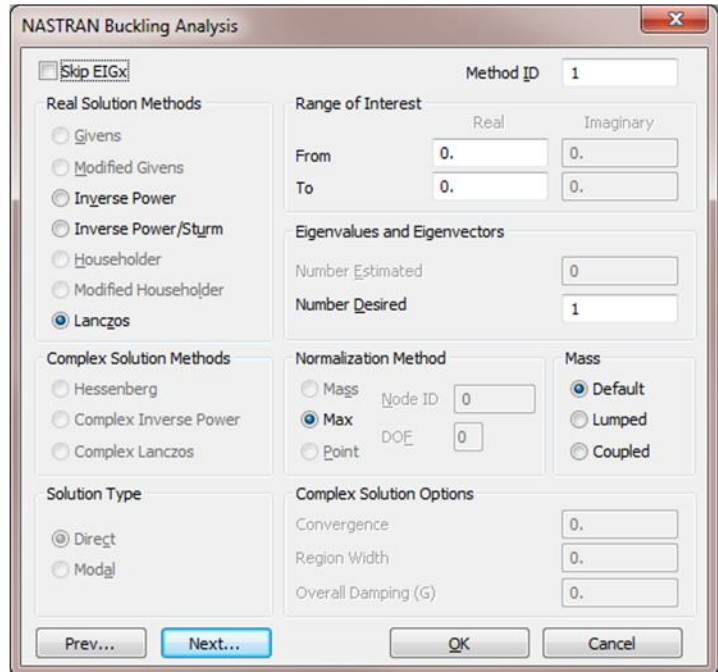 NASTRAN Buckling Analysis
Skip EIGx
Method ID 1
Real Solution Methods
Givens
Modified Givens
Inverse Power
Inverse Power/Sturm
Householder
Modified Householder
Lanczos
Range of Interest
Real Imaginary
From 0. 0.
To 0. 0.
Eigenvalues and Eigenvectors
Number Estimated 0
Number Desired 1
Complex Solution Methods
Hessenberg
Complex Inverse Power
Complex Lanczos
Normalization Method
Mass
Max
Point
Node ID 0
DOF 0
Mass
Default
Lumped
Coupled
Solution Type
Direct
Modal
Complex Solution Options
Convergence 0.
Region Width 0.
Overall Damping (G) 0.
Prev... Next... OK Cancel